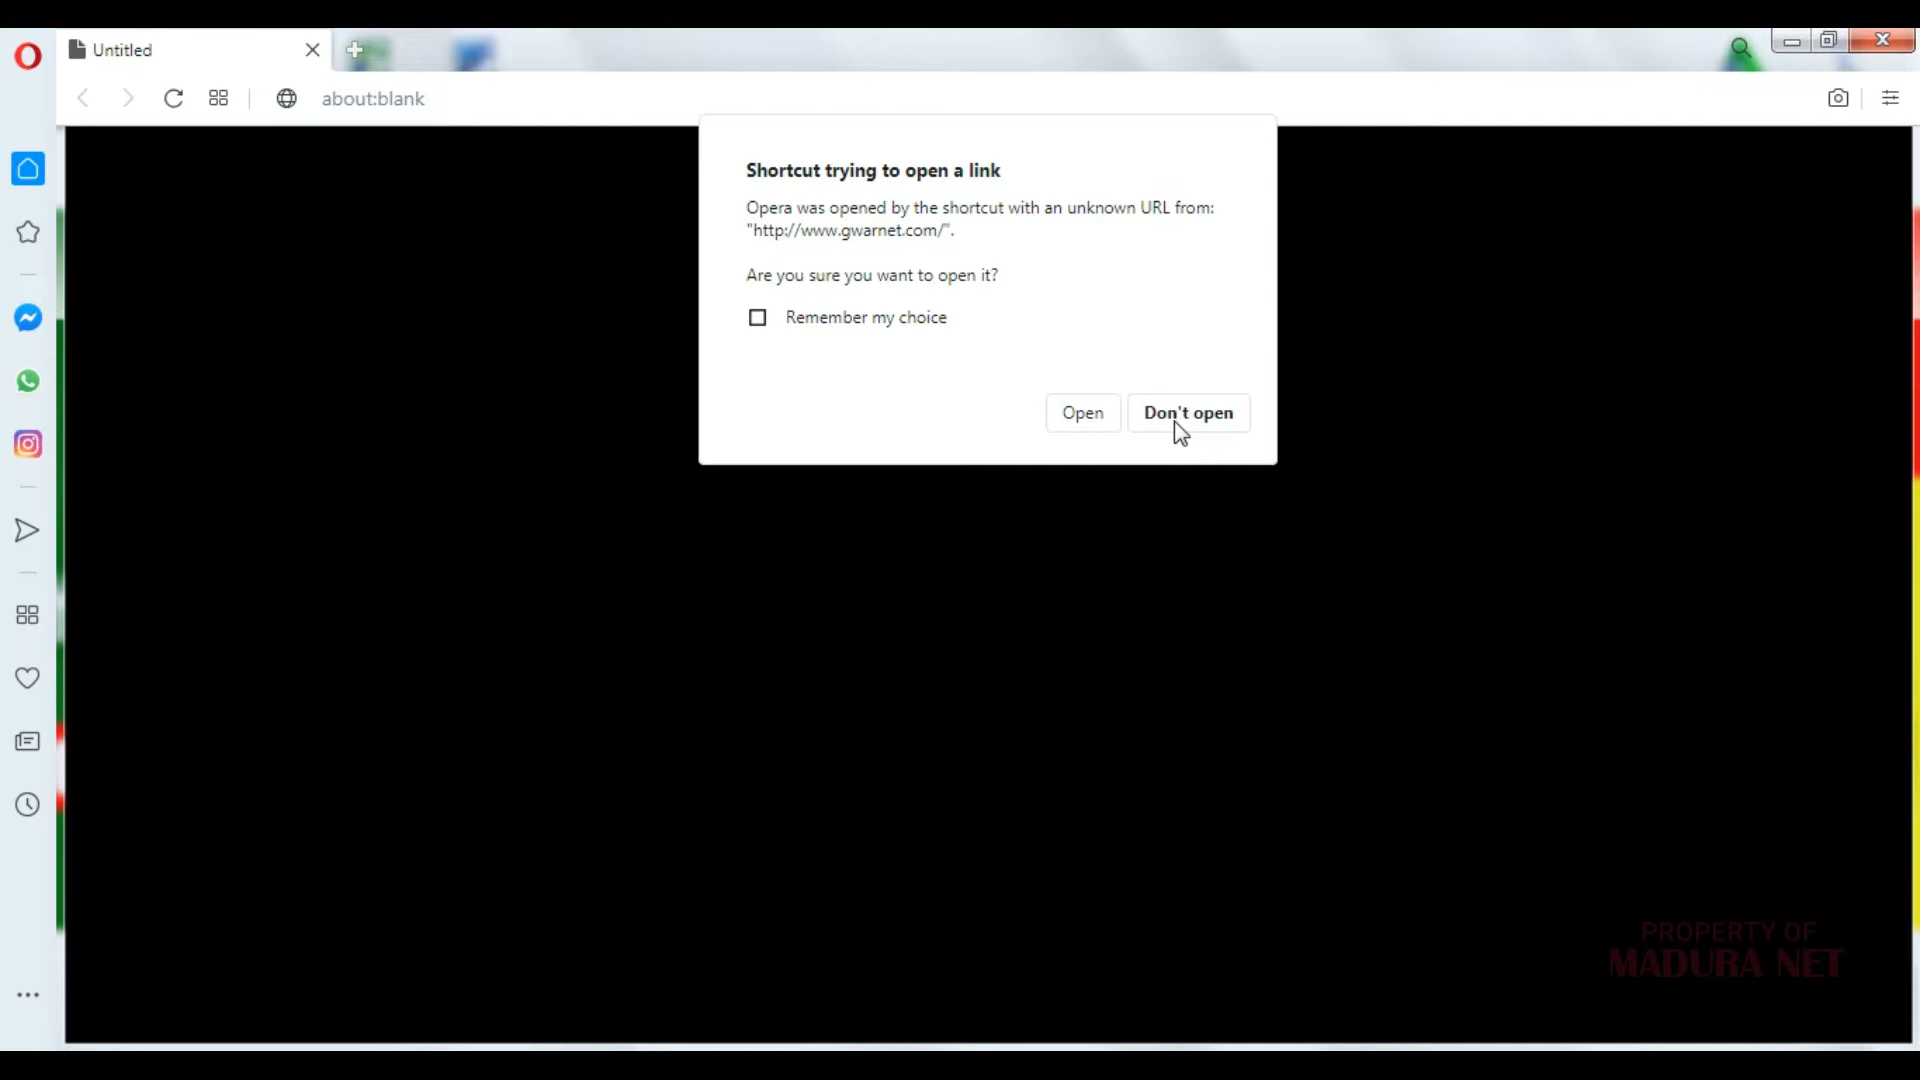 Untitled
about:blank
Shortcut trying to open a link
Opera was opened by the shortcut with an unknown URL from:
"http://www.gwarnet.com/".
Are you sure you want to open it?
Remember my choice
Open
Don't open
PROPERTY OF
MADURA NET